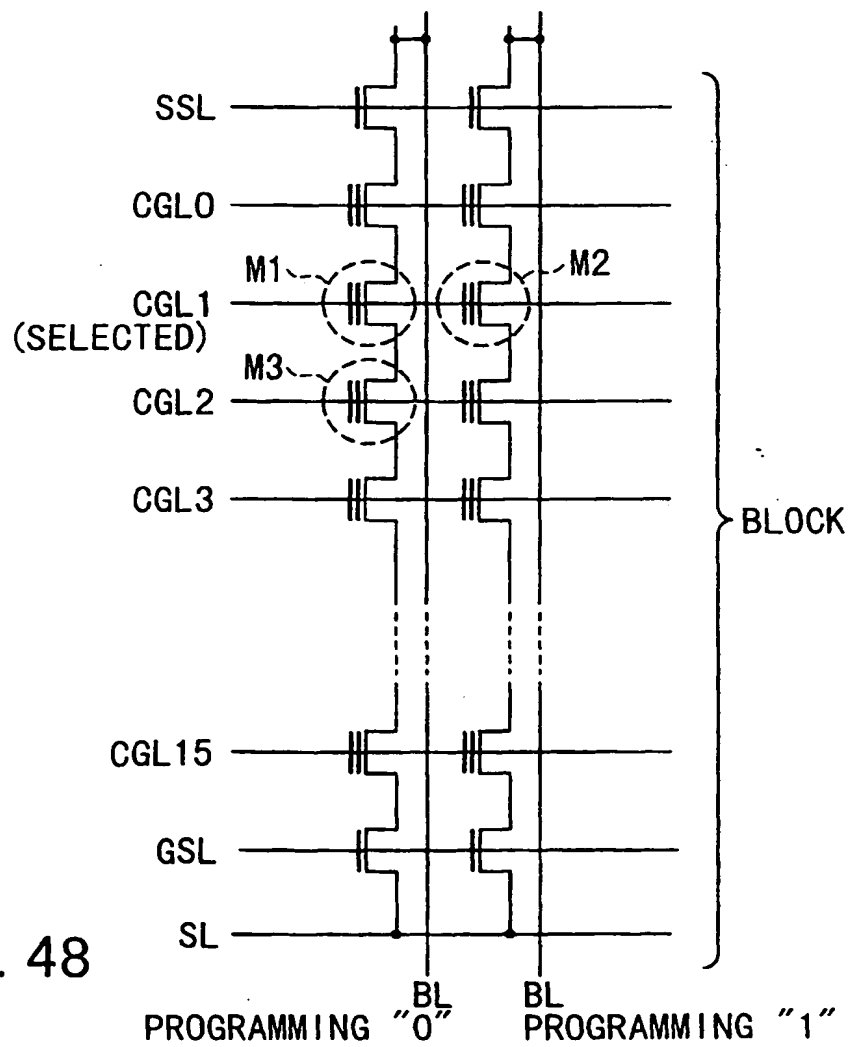 SSL
CGL0
M1
M2
CGL1
(SELECTED)
M3
CGL2
CGL3
BLOCK
CGL15
GSL
SL
. 48
BL BL
PROGRAMMING "0" PROGRAMMING "1"